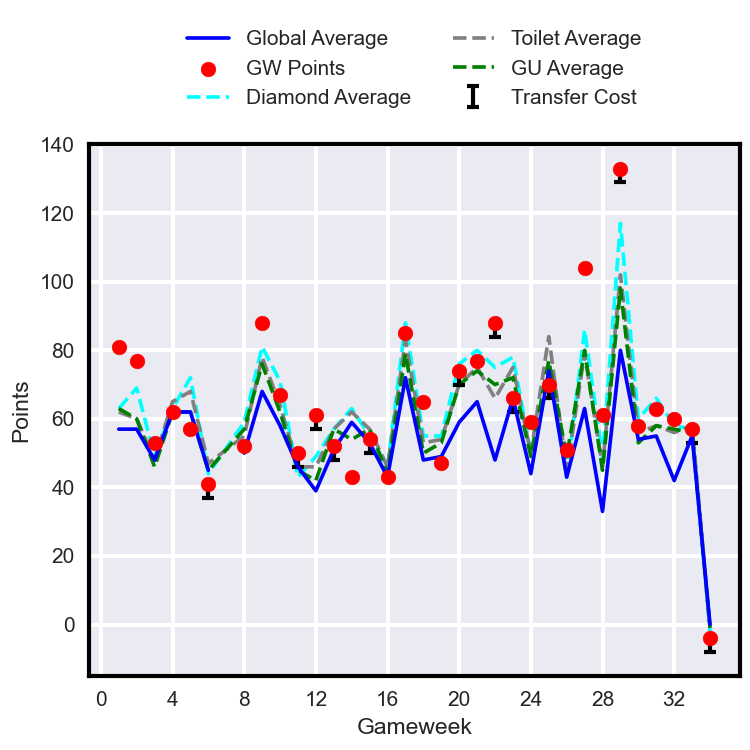 Global Average
GW Points
Diamond Average
Toilet Average
GU Average
Transfer Cost
140
120
100
80
60
40
20
0
Points
0 4 8 12 16 20 24 28 32
Gameweek